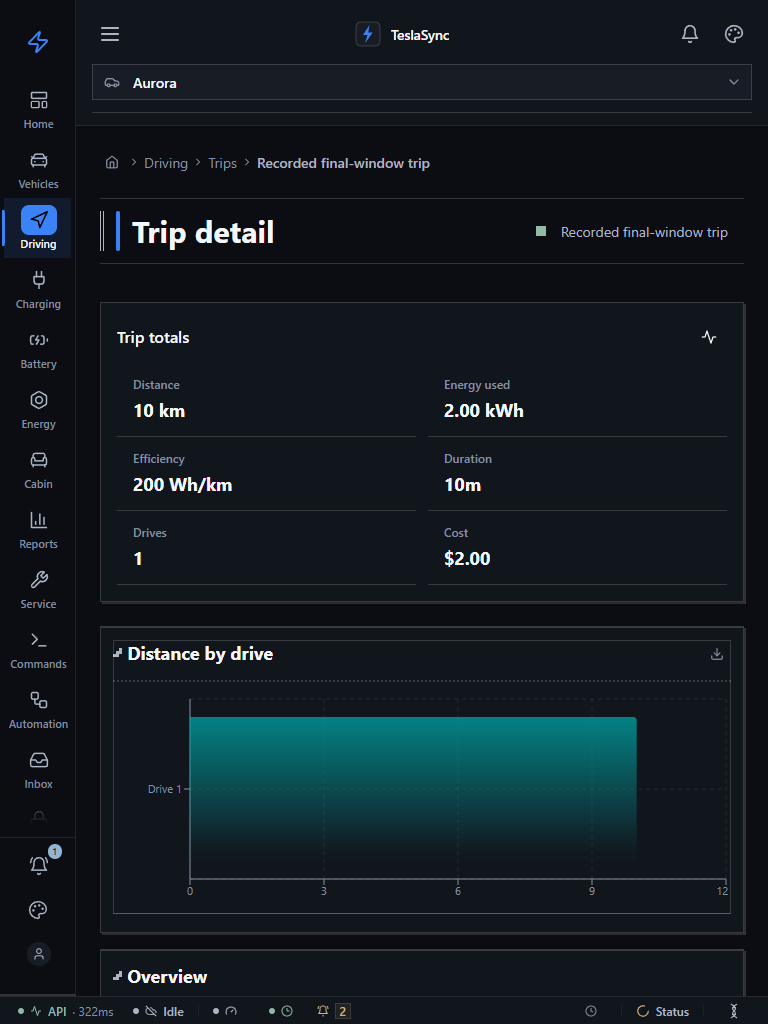 TeslaSync
Aurora
Home
Vehicles
Driving
Charging
Battery
Energy
Cabin
Reports
Service
Commands
Automation
Inbox
1
Driving
Trips
Recorded final-window trip
Trip detail
Recorded final-window trip
Trip totals
Distance
10 km
Energy used
2.00 kWh
Efficiency
200 Wh/km
Duration
10m
Drives
1
Cost
$2.00
Distance by drive
Drive 1
0 3 6 9 12
Overview
API · 322ms
Idle
2
Status